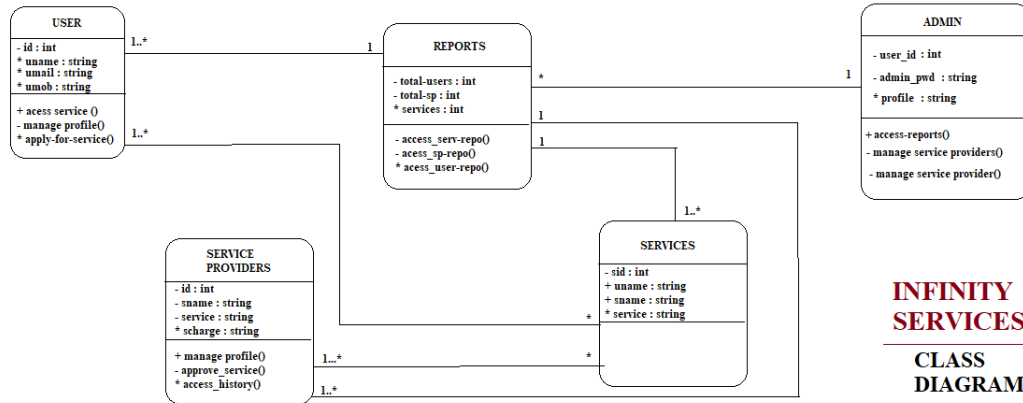 USER
- id : int
* uname : string
* umail : string
* umob : string
+ acess service ()
- manage profile()
* apply-for-service()
1..*
1
1..*
REPORTS
- total-users : int
- total-sp : int
* services : int
- access_serv-repo()
- acess_sp-repo()
* acess_user-repo()
*
1
1
1
1..*
ADMIN
- user_id : int
- admin_pwd : string
* profile : string
+ access-reports()
- manage service providers()
- manage service provider()
SERVICE
PROVIDERS
- id : int
- sname : string
- service : string
* scharge : string
+ manage profile()
- approve_service()
* access_history()
1...*
1..*
*
*
SERVICES
- sid : int
+ uname : string
+ sname : string
* service : string
INFINITY
SERVICES
CLASS
DIAGRAM